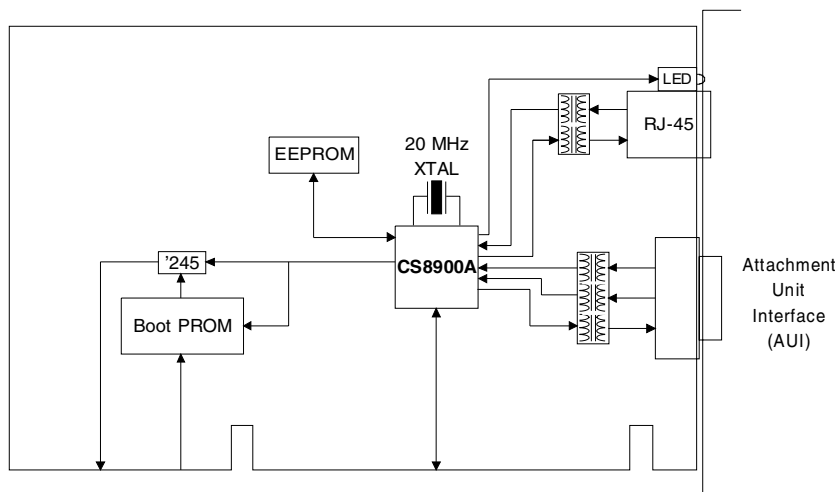 LED
RJ-45
20 MHz
XTAL
EEPROM
CS8900A
'245
Boot PROM
Attachment
Unit
Interface
(AUI)